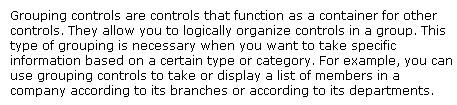 Grouping controls are controls that function as a container for other
controls. They allow you to logically organize controls in a group. This
type of grouping is necessary when you want to take specific
information based on a certain type or category. For example, you can
use grouping controls to take or display a list of members in a
company according to its branches or according to its departments.